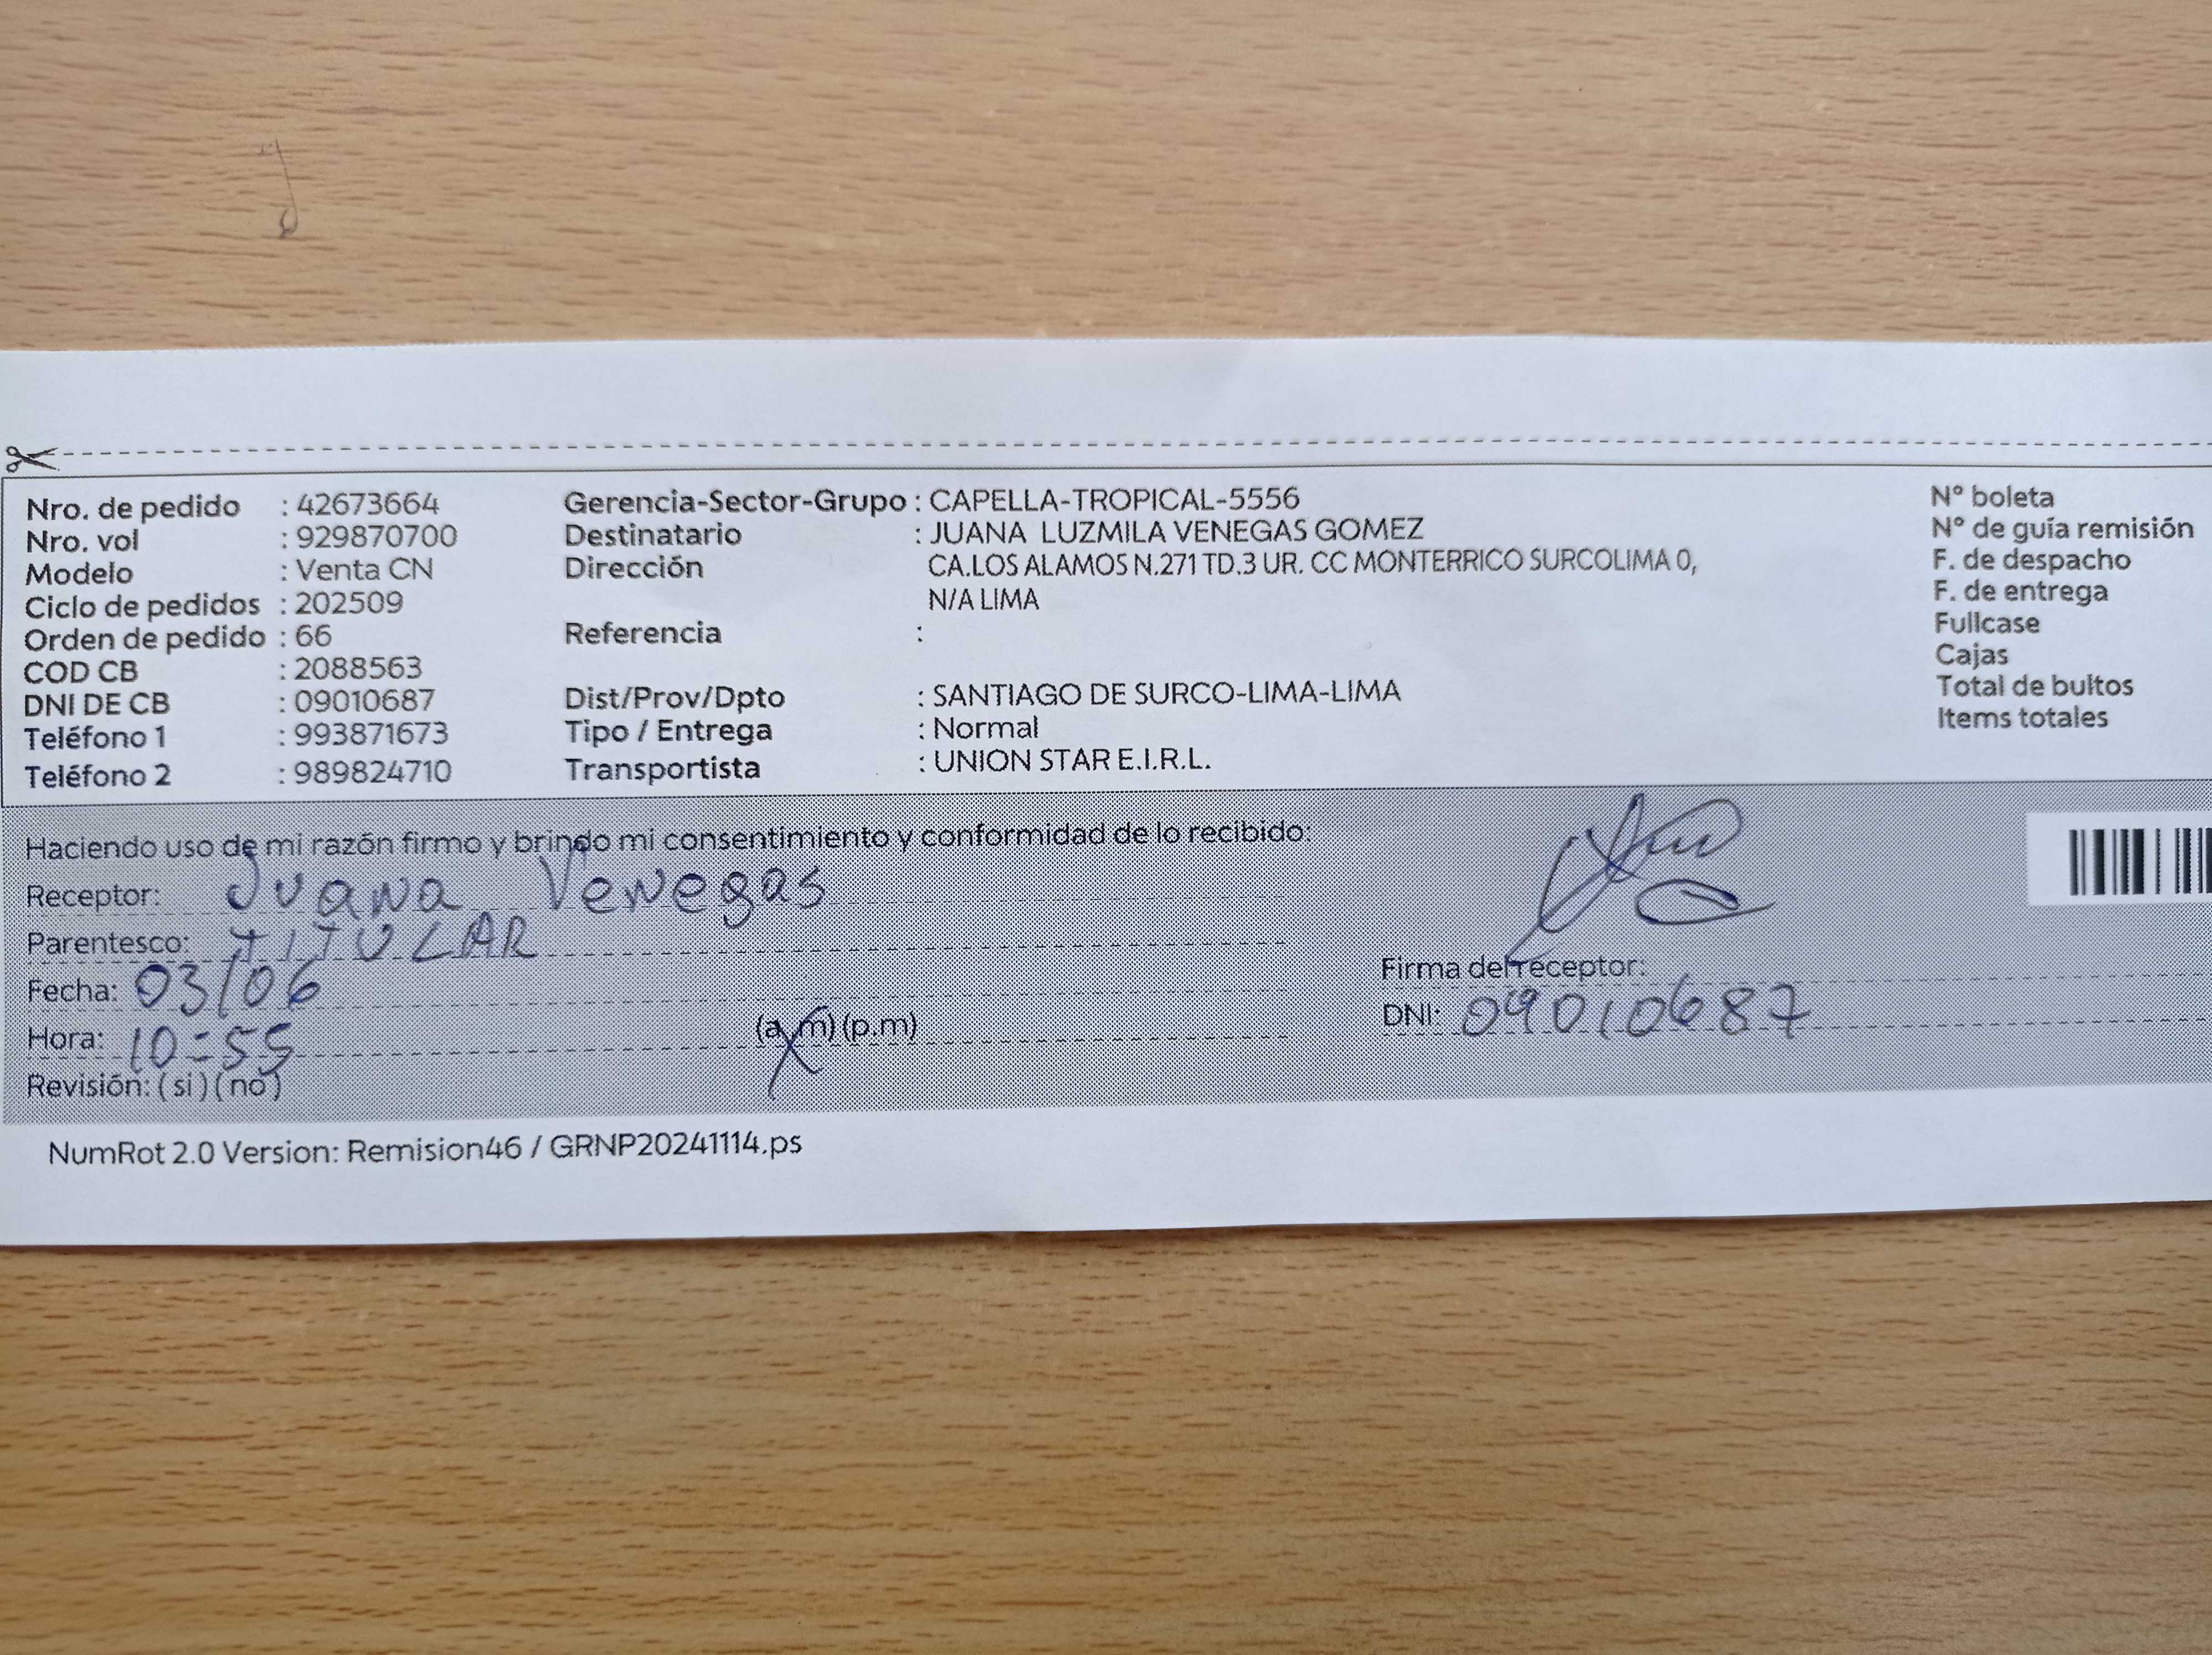 Nro. de pedido : 42673664
Nro. vol : 929870700
Modelo : Venta CN
Ciclo de pedidos : 202509
Orden de pedido : 66
COD CB : 2088563
DNI DE CB : 09010687
Teléfono 1 : 993871673
Teléfono 2 : 989824710
Gerencia-Sector-Grupo : CAPELLA-TROPICAL-5556
Destinatario : JUANA LUZMILA VENEGAS GOMEZ
Dirección CA.LOS ALAMOS N.271 TD.3 UR. CC MONTERRICO SURCOLIMA 0,
N/A LIMA
Referencia :
Dist/Prov/Dpto : SANTIAGO DE SURCO-LIMA-LIMA
Tipo / Entrega : Normal
Transportista : UNION STAR E.I.R.L.
N° boleta
N° de guía remisión
F. de despacho
F. de entrega
Fullcase
Cajas
Total de bultos
Items totales
Haciendo uso de mi razón firmo y brindo mi consentimiento y conformidad de lo recibido:
Receptor: Juana Venegas
Parentesco: TITULAR
Fecha: 03/06
Hora: 10:55 (a.m) (p.m)
Revisión: (si) (no)
Firma del receptor:
DNI: 09010687
NumRot 2.0 Version: Remision46 / GRNP20241114.ps